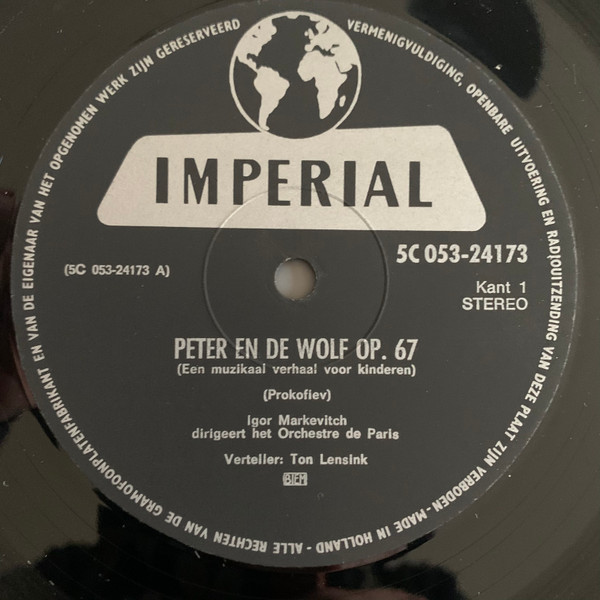 ALLE RECHTEN VAN DE GRAMOFOONPLATENFABRIKANT EN VAN DE EIGENAAR VAN HET OPGENOMEN WERK ZIJN GERESERVEERD
VERMENIGVULDIGING, OPENBARE UITVOERING EN RADIOUITZENDING VAN DEZE PLAAT ZIJN VERBODEN - MADE IN HOLLAND -
IMPERIAL
5C 053-24173
(5C 053-24173 A)
Kant 1
STEREO
PETER EN DE WOLF OP. 67
(Een muzikaal verhaal voor kinderen)
(Prokofiev)
Igor Markevitch
dirigeert het Orchestre de Paris
Verteller: Ton Lensink
BIEM